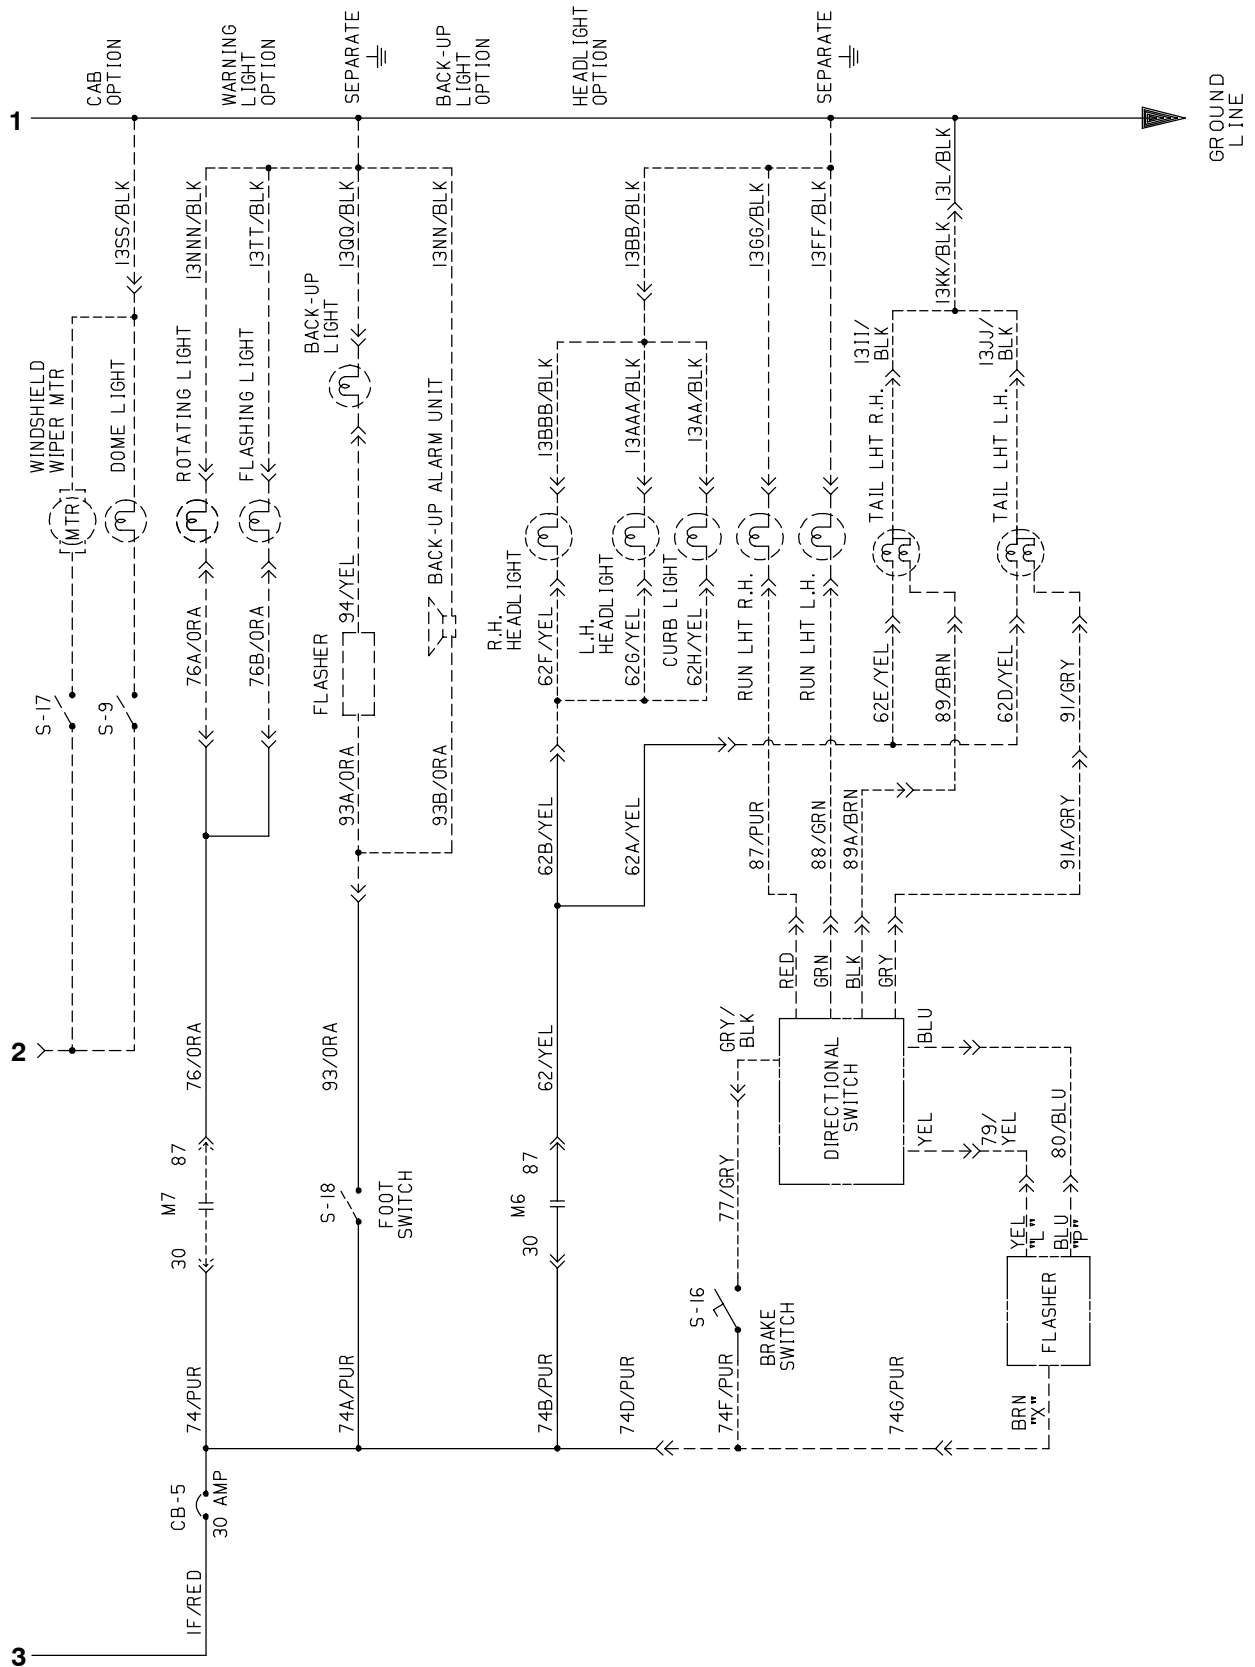 1
2
3
CAB
OPTION
WARNING
LIGHT
OPTION
SEPARATE
BACK-UP
LIGHT
OPTION
HEADLIGHT
OPTION
SEPARATE
GROUND
LINE
13SS/BLK
13NNN/BLK
13TT/BLK
13QQ/BLK
13NN/BLK
13BB/BLK
13GG/BLK
13FF/BLK
13KK/BLK
13L/BLK
WINDSHIELD
WIPER MTR
MTR
DOME LIGHT
ROTATING LIGHT
FLASHING LIGHT
BACK-UP
LIGHT
BACK-UP ALARM UNIT
13BBB/BLK
13AAA/BLK
13AA/BLK
13II/
BLK
13JJ/
BLK
TAIL LHT R.H.
TAIL LHT L.H.
S-17
S-9
76A/ORA
76B/ORA
94/YEL
FLASHER
93A/ORA
93B/ORA
R.H.
HEADLIGHT
62F/YEL
L.H.
HEADLIGHT
62G/YEL
CURB LIGHT
62H/YEL
RUN LHT R.H.
RUN LHT L.H.
62E/YEL
89/BRN
62D/YEL
91/GRY
62B/YEL
62A/YEL
87/PUR
88/GRN
89A/BRN
91A/GRY
RED
GRN
BLK
GRY
76/ORA
93/ORA
62/YEL
GRY/
BLK
DIRECTIONAL
SWITCH
BLU
YEL
79/
YEL
80/BLU
87
M7
30
S-18
FOOT
SWITCH
87
M6
30
77/GRY
S-16
BRAKE
SWITCH
YEL
"L"
BLU
"P"
FLASHER
BRN
"X"
74/PUR
74A/PUR
74B/PUR
74D/PUR
74F/PUR
74G/PUR
CB-5
30 AMP
1F/RED